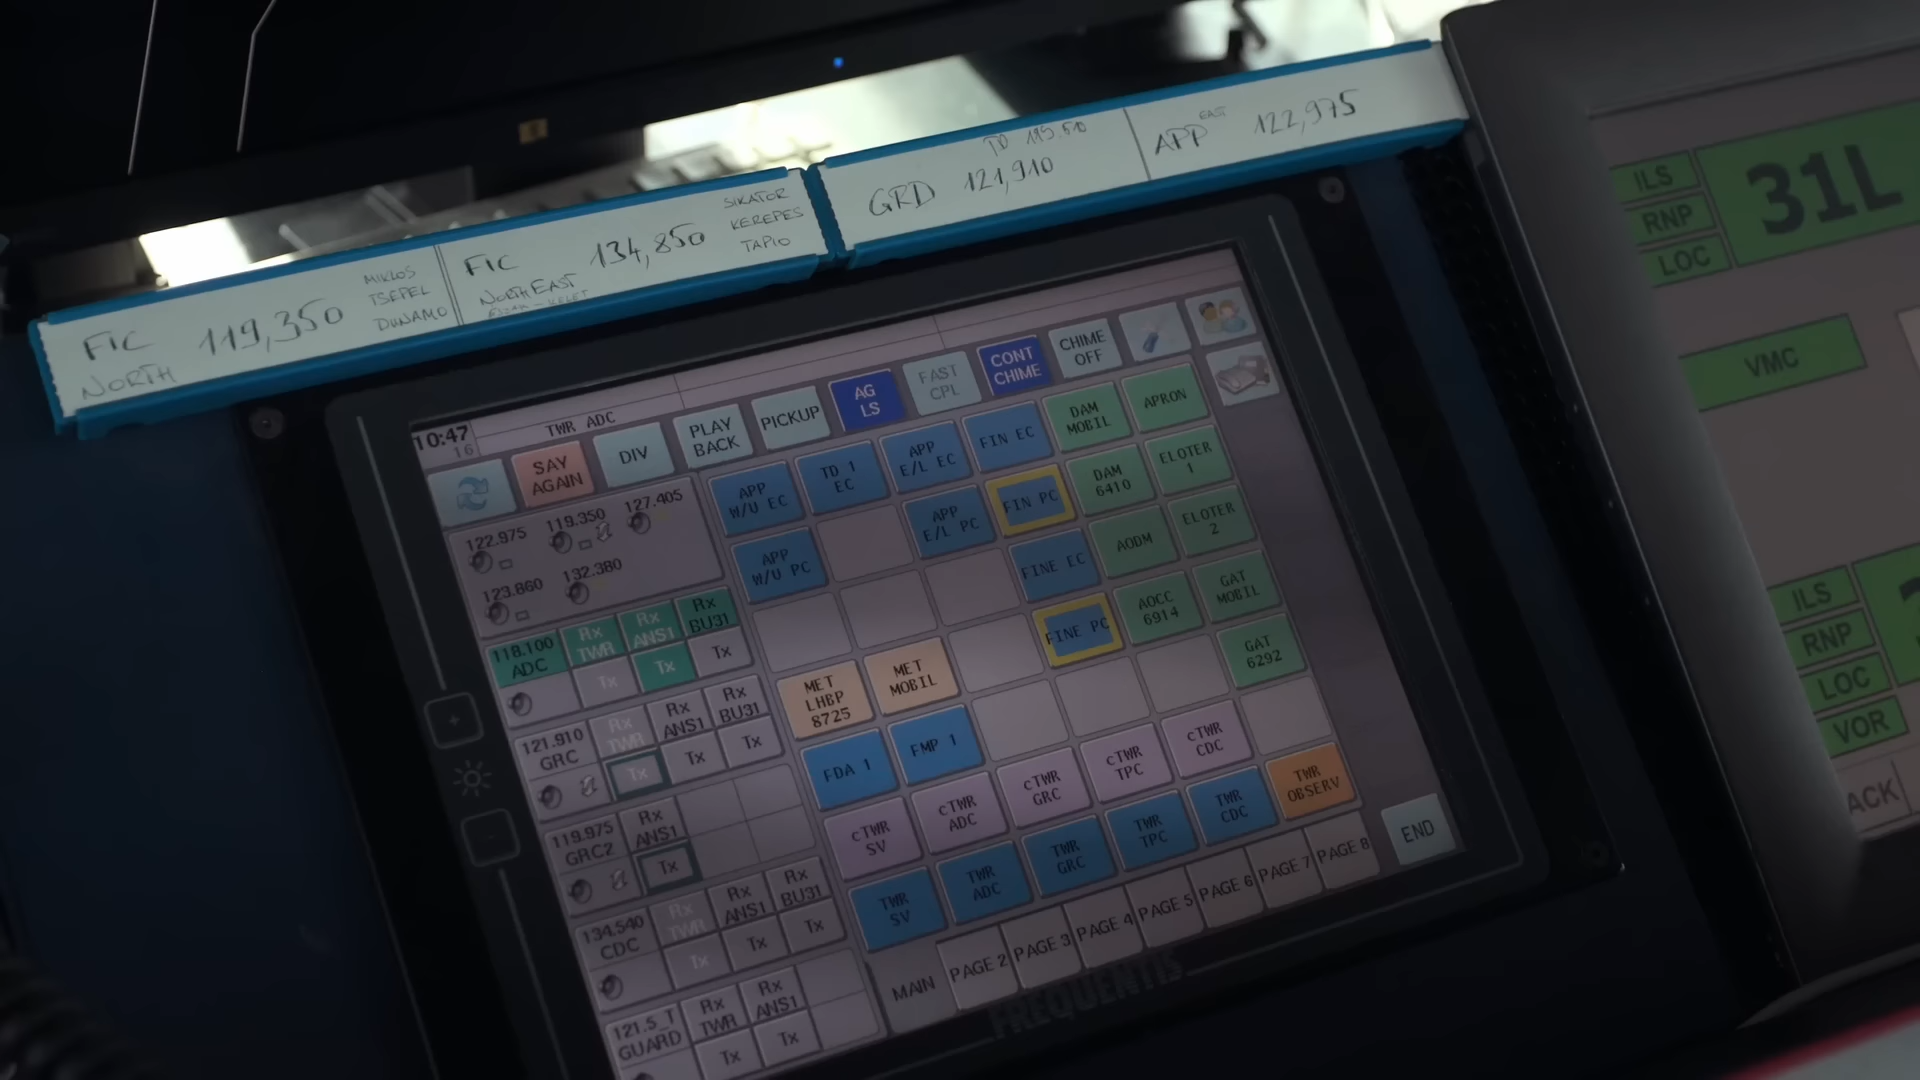 FIC 119,350 MIKLOS
NORTH TSEPEL
DUNAMO
FIC 134,850 SIKATOR
NORTHEAST KEREPES
TAPIO
TD 119.510
GRD 121,910
APP EAST 122,975
10:47
16
TWR ADC
SAY AGAIN
DIV
PLAY BACK
PICKUP
AG LS
FAST CPL
CONT CHIME
CHIME OFF
122.975 119.350 127.405
123.860 132.380
APP W/U EC
TD 1 EC
APP E/L EC
FIN EC
DAM MOBIL
APRON
APP W/U PC
APP E/L PC
FIN PC
DAM 6410
ELOTER 1
FINE EC
AODM
ELOTER 2
FINE PC
AOCC 6914
GAT MOBIL
MET LHBP 8725
MET MOBIL
GAT 6292
FDA 1
FMP 1
cTWR SV
cTWR ADC
cTWR GRC
cTWR TPC
cTWR CDC
TWR SV
TWR ADC
TWR GRC
TWR TPC
TWR CDC
TWR OBSERV
118.100 ADC
Rx TWR
Rx ANS1
Rx BU31
Tx Tx Tx
121.910 GRC
Rx TWR
Rx ANS1
Rx BU31
Tx Tx Tx
119.975 GRC2
Rx ANS1
Tx
134.540 CDC
Rx TWR
Rx ANS1
Rx BU31
Tx Tx Tx
121.5_T GUARD
Rx TWR
Rx ANS1
Tx Tx
MAIN PAGE 2 PAGE 3 PAGE 4 PAGE 5 PAGE 6 PAGE 7 PAGE 8
END
FREQUENTIS
ILS
RNP
LOC
31L
VMC
ILS
RNP
LOC
VOR
ACK